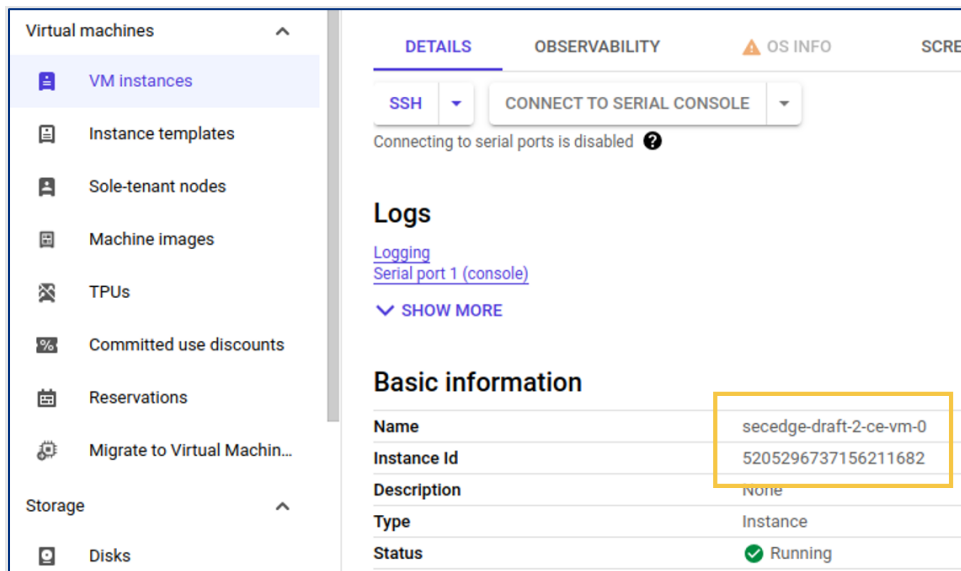 Virtual machines
VM instances
Instance templates
Sole-tenant nodes
Machine images
TPUs
Committed use discounts
Reservations
Migrate to Virtual Machin...
Storage
Disks
DETAILS OBSERVABILITY OS INFO SCRE
SSH CONNECT TO SERIAL CONSOLE
Connecting to serial ports is disabled ?
Logs
Logging
Serial port 1 (console)
SHOW MORE
Basic information
Name secedge-draft-2-ce-vm-0
Instance Id 5205296737156211682
Description None
Type Instance
Status Running